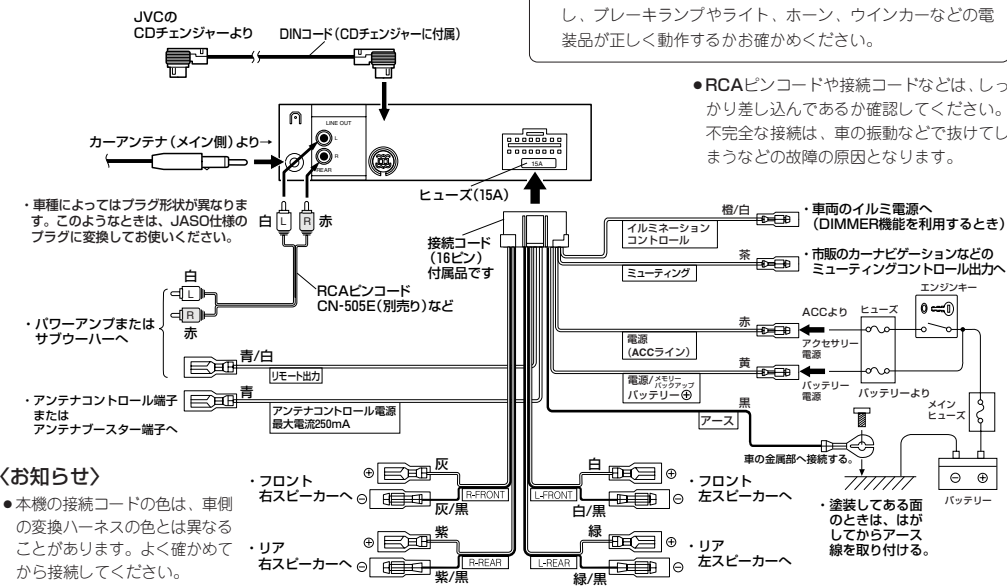 し、ブレーキランプやライト、ホーン、ウインカーなどの電
装品が正しく動作するかお確かめください。
JVCの
CDチェンジャーより
DINコード(CDチェンジャーに付属)
●RCAピンコードや接続コードなどは、しっ
かり差し込んであるか確認してください。
不完全な接続は、車の振動などで抜けてし
まうなどの故障の原因となります。
カーアンテナ(メイン側)より→
LINE OUT
L
R
REAR
15A
ヒューズ(15A)
・車種によってはプラグ形状が異なりま
す。このようなときは、JASO仕様の
プラグに変換してお使いください。
白
L
R
赤
接続コード
(16ピン)
付属品です
橙/白
イルミネーション
コントロール
・車両のイルミ電源へ
(DIMMER機能を利用するとき)
茶
ミューティング
・市販のカーナビゲーションなどの
ミューティングコントロール出力へ
白
L
R
赤
RCAピンコード
CN-505E(別売り)など
・パワーアンプまたは
サブウーハーへ
青/白
リモート出力
青
アンテナコントロール電源
最大電流250mA
・アンテナコントロール端子
または
アンテナブースター端子へ
赤
電源
(ACCライン)
ACCより
アクセサリー
電源
ヒューズ
エンジンキー
黄
電源/メモリー
バックアップ
バッテリー⊕
バッテリー
電源
バッテリーより
メイン
ヒューズ
黒
アース
車の金属部へ接続する。
⊖ ⊕
バッテリー
・塗装してある面
のときは、はが
してからアース
線を取り付ける。
〈お知らせ〉
●本機の接続コードの色は、車側
の変換ハーネスの色とは異なる
ことがあります。よく確かめて
から接続してください。
・フロント
右スピーカーへ
⊕
⊖
灰
灰/黒
R-FRONT
・リア
右スピーカーへ
⊕
⊖
紫
紫/黒
R-REAR
L-FRONT
白
白/黒
⊕
⊖
・フロント
左スピーカーへ
L-REAR
緑
緑/黒
⊕
⊖
・リア
左スピーカーへ